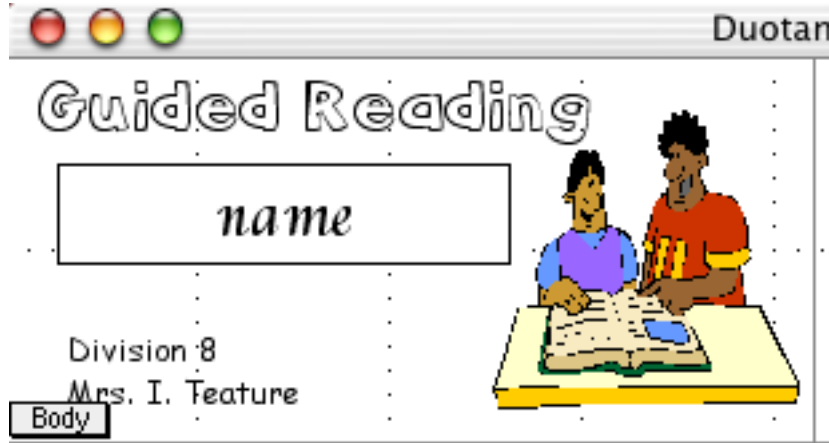 Duotan
Guided Reading
name
Division 8
Mrs. I. Teature
Body